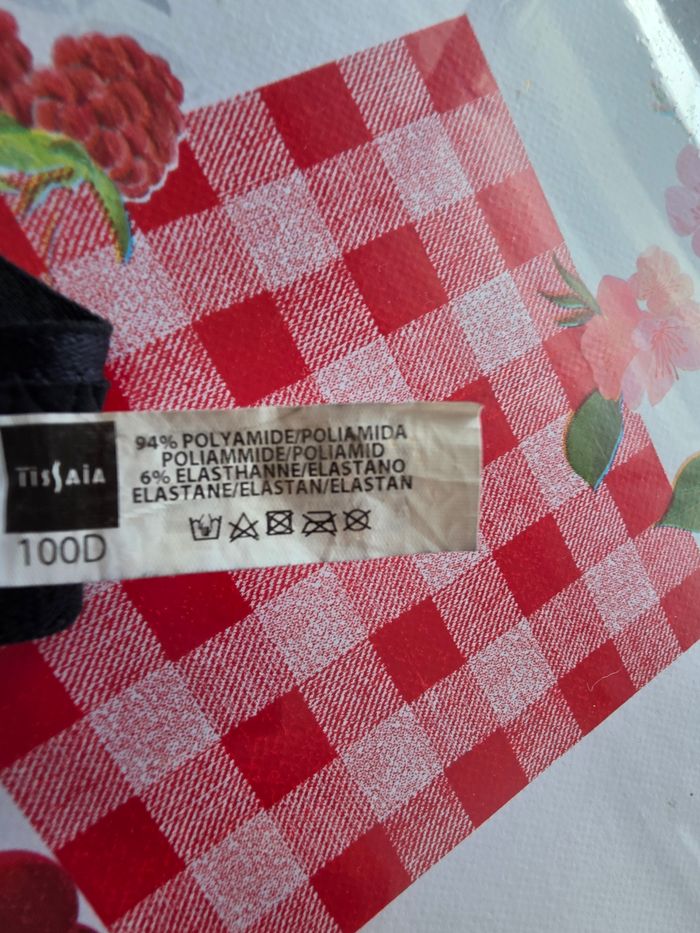 TISSAIA
100D
94% POLYAMIDE/POLIAMIDA
POLIAMMIDE/POLIAMID
6% ELASTHANNE/ELASTANO
ELASTANE/ELASTAN/ELASTAN